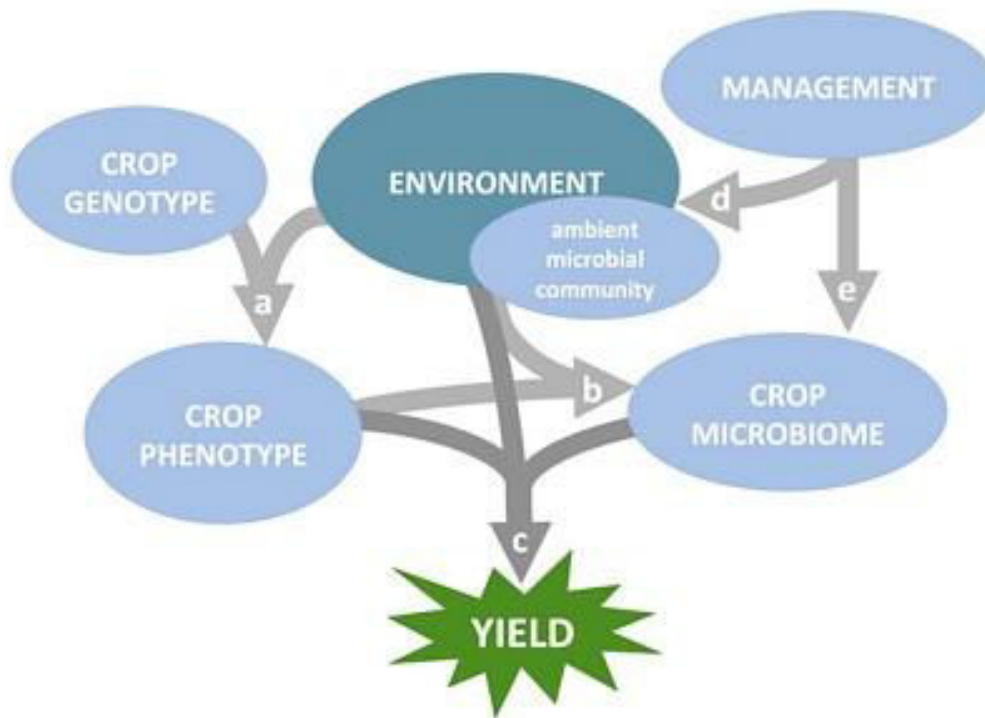 MANAGEMENT
CROP
GENOTYPE
ENVIRONMENT
d
ambient
microbial
community
a
e
b
CROP
PHENOTYPE
CROP
MICROBIOME
c
YIELD